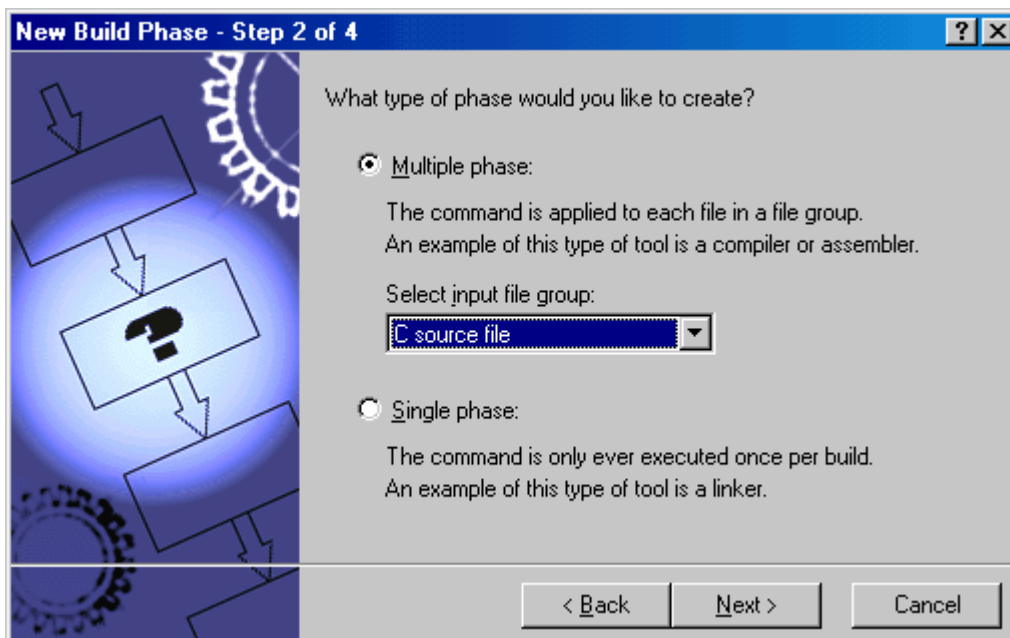 New Build Phase - Step 2 of 4
What type of phase would you like to create?
Multiple phase:
The command is applied to each file in a file group.
An example of this type of tool is a compiler or assembler.
Select input file group:
C source file
Single phase:
The command is only ever executed once per build.
An example of this type of tool is a linker.
< Back
Next >
Cancel